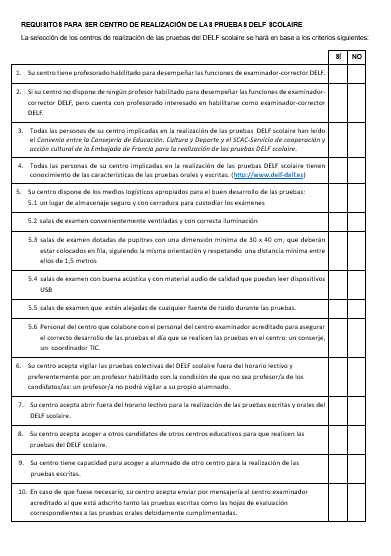 REQUISITOS PARA SER CENTRO DE REALIZACIÓN DE LAS PRUEBAS DELF SCOLAIRE
La selección de los centros de realización de las pruebas del DELF scolaire se hará en base a los criterios siguientes:
SÍ NO
1. Su centro tiene profesorado habilitado para desempeñar las funciones de examinador-corrector DELF.
2. Si su centro no dispone de ningún profesor habilitado para desempeñar las funciones de examinador-
corrector DELF, pero cuenta con profesorado interesado en habilitarse como examinador-corrector
DELF.
3. Todas las personas de su centro implicadas en la realización de las pruebas DELF scolaire han leído
el Convenio entre la Consejería de Educación, Cultura y Deporte y el SCAC-Servicio de cooperación y
acción cultural de la Embajada de Francia para la realización de las pruebas DELF scolaire.
4. Todas las personas de su centro implicadas en la realización de las pruebas DELF scolaire tienen
conocimiento de las características de las pruebas orales y escritas. (http://www.delf-dalf.es)
5. Su centro dispone de los medios logísticos apropiados para el buen desarrollo de las pruebas:
5.1 un lugar de almacenaje seguro y con cerradura para custodiar los exámenes
5.2 salas de examen convenientemente ventiladas y con correcta iluminación
5.3 salas de examen dotadas de pupitres con una dimensión mínima de 30 x 40 cm, que deberán
estar colocados en fila, siguiendo la misma orientación y respetando una distancia mínima entre
ellos de 1,5 metros
5.4 salas de examen con buena acústica y con material audio de calidad que puedan leer dispositivos
USB
5.5 salas de examen que estén alejadas de cualquier fuente de ruido durante las pruebas.
5.6 Personal del centro que colabore con el personal del centro examinador acreditado para asegurar
el correcto desarrollo de las pruebas el día que se realicen las pruebas en el centro: un conserje,
un coordinador TIC.
6. Su centro acepta vigilar las pruebas colectivas del DELF scolaire fuera del horario lectivo y
preferentemente por un profesor habilitado con la condición de que no sea profesor/a de los
candidatos/as: un profesor/a no podrá vigilar a su propio alumnado.
7. Su centro acepta abrir fuera del horario lectivo para la realización de las pruebas escritas y orales del
DELF scolaire.
8. Su centro acepta acoger a otros candidatos de otros centros educativos para que realicen las
pruebas del DELF scolaire.
9. Su centro tiene capacidad para acoger a alumnado de otro centro para la realización de las
pruebas escritas.
10. En caso de que fuese necesario, su centro acepta enviar por mensajería al centro examinador
acreditado al que está adscrito tanto las pruebas escritas como las hojas de evaluación
correspondientes a las pruebas orales debidamente cumplimentadas.